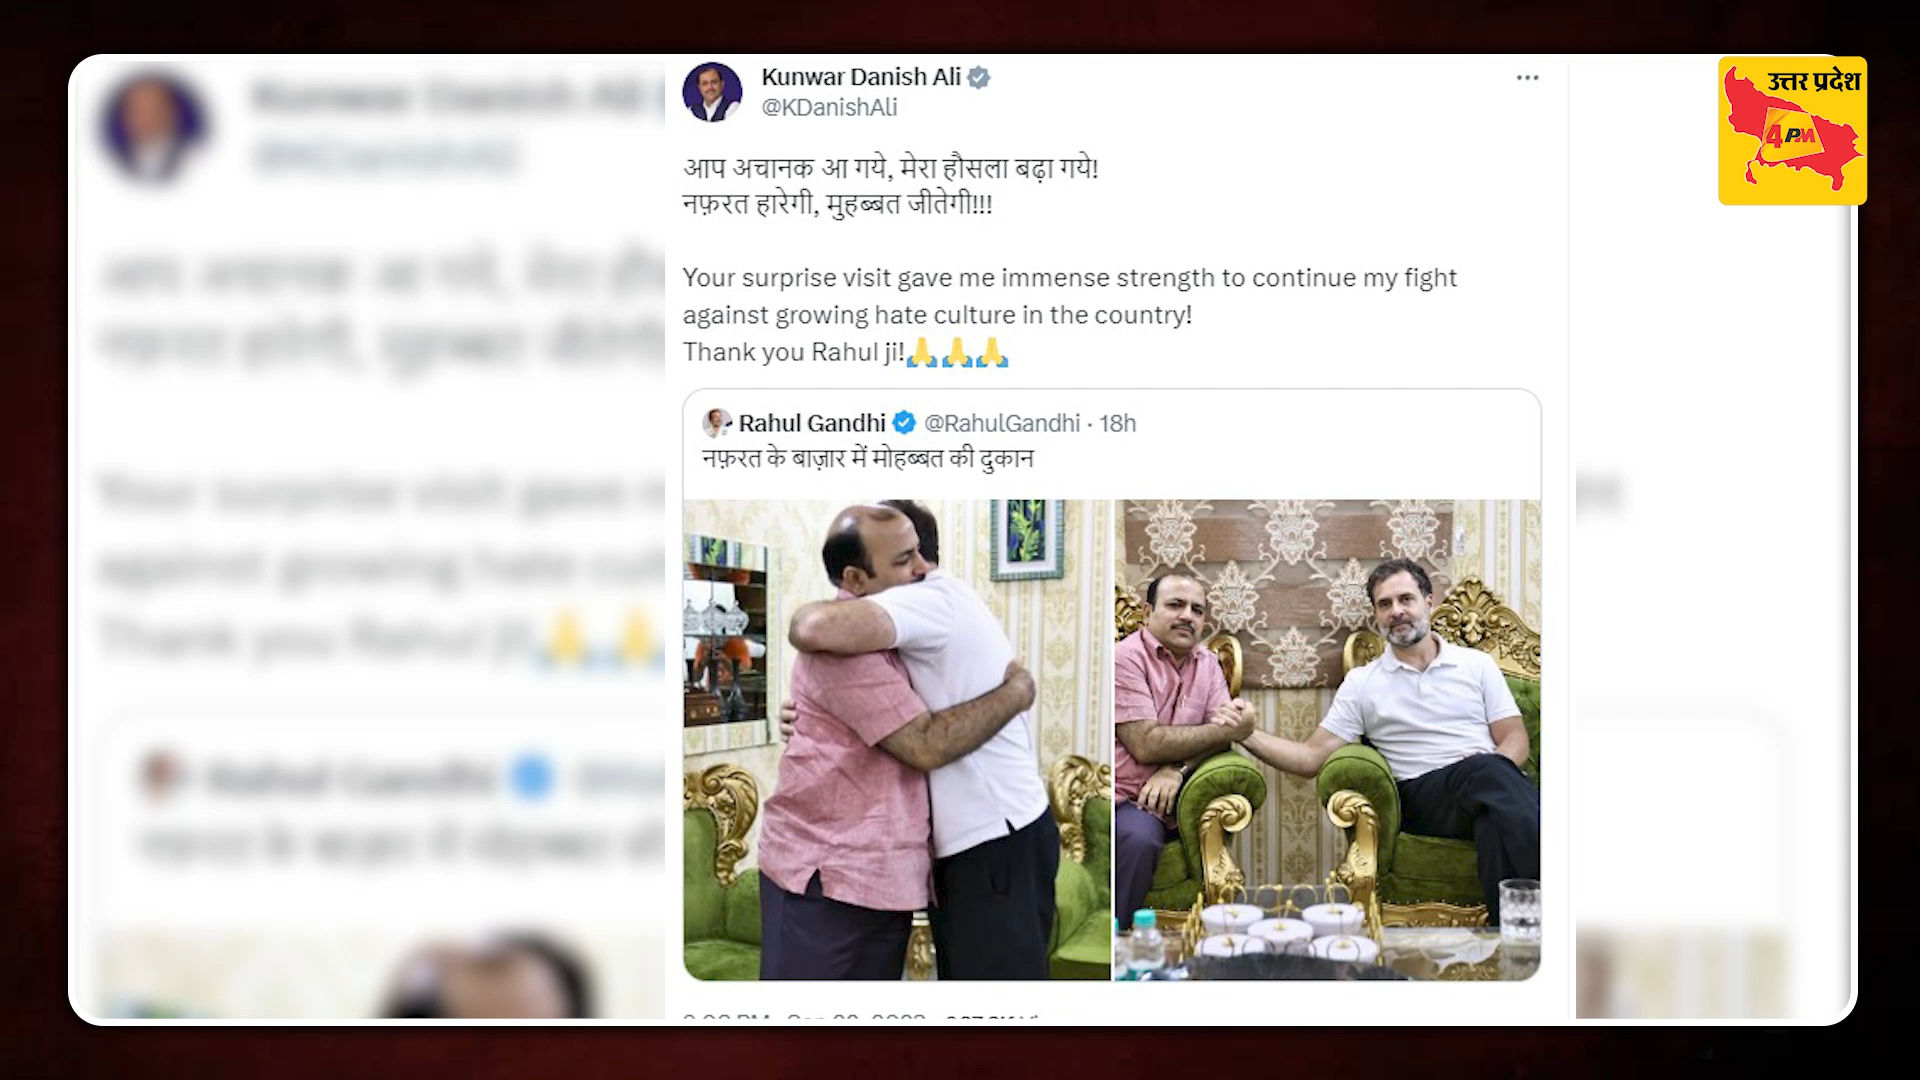 Kunwar Danish Ali
@KDanishAli
आप अचानक आ गये, मेरा हौसला बढ़ा गये!
नफ़रत हारेगी, मुहब्बत जीतेगी!!!
Your surprise visit gave me immense strength to continue my fight
against growing hate culture in the country!
Thank you Rahul ji!🙏🙏🙏
Rahul Gandhi @RahulGandhi · 18h
नफ़रत के बाज़ार में मोहब्बत की दुकान
उत्तर प्रदेश
4PM